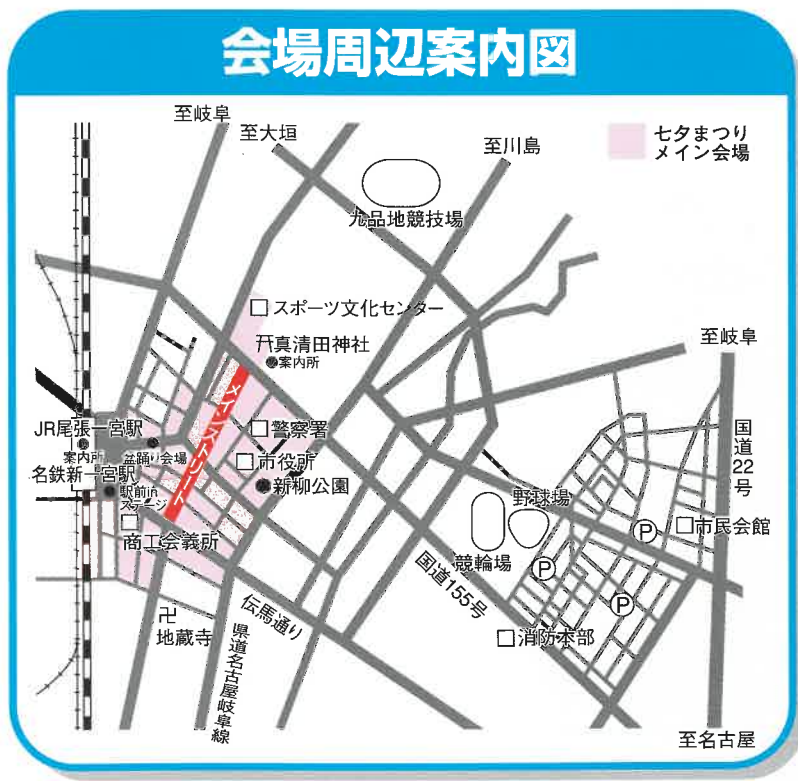 会場周辺案内図
至岐阜
至大垣
至川島
七夕まつり
メイン会場
九品地競技場
スポーツ文化センター
真清田神社
案内所
至岐阜
メインストリート
国道22号
JR尾張一宮駅
警察署
案内所
盆踊り会場
市役所
名鉄新一宮駅
駅前in
ステージ
新柳公園
野球場
P
市民会館
商工会議所
競輪場
国道155号
P
P
卍
地蔵寺
伝馬通り
消防本部
県道名古屋岐阜線
至名古屋